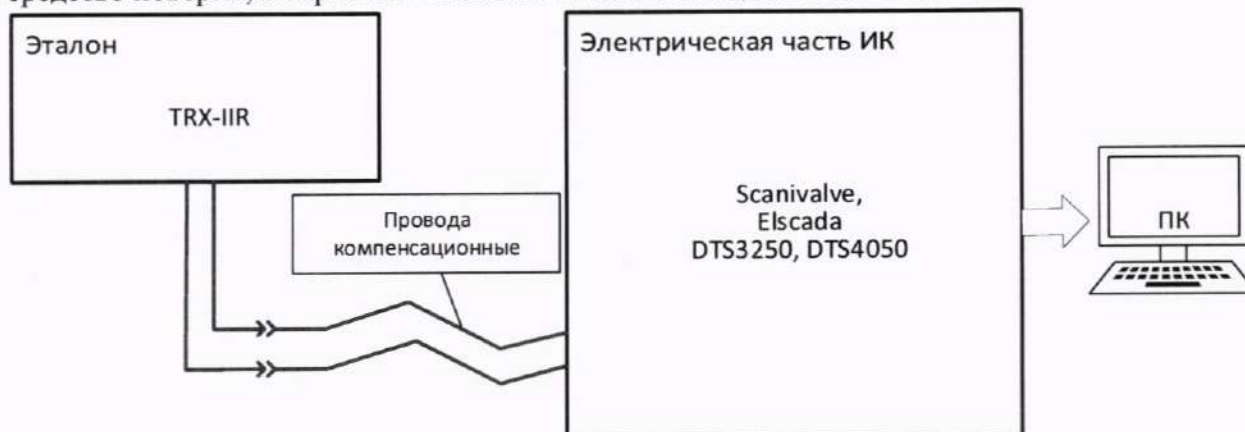 Эталон
TRX-IIR
Провода
компенсационные
Электрическая часть ИК
Scanivalve,
Elscada
DTS3250, DTS4050
ПК